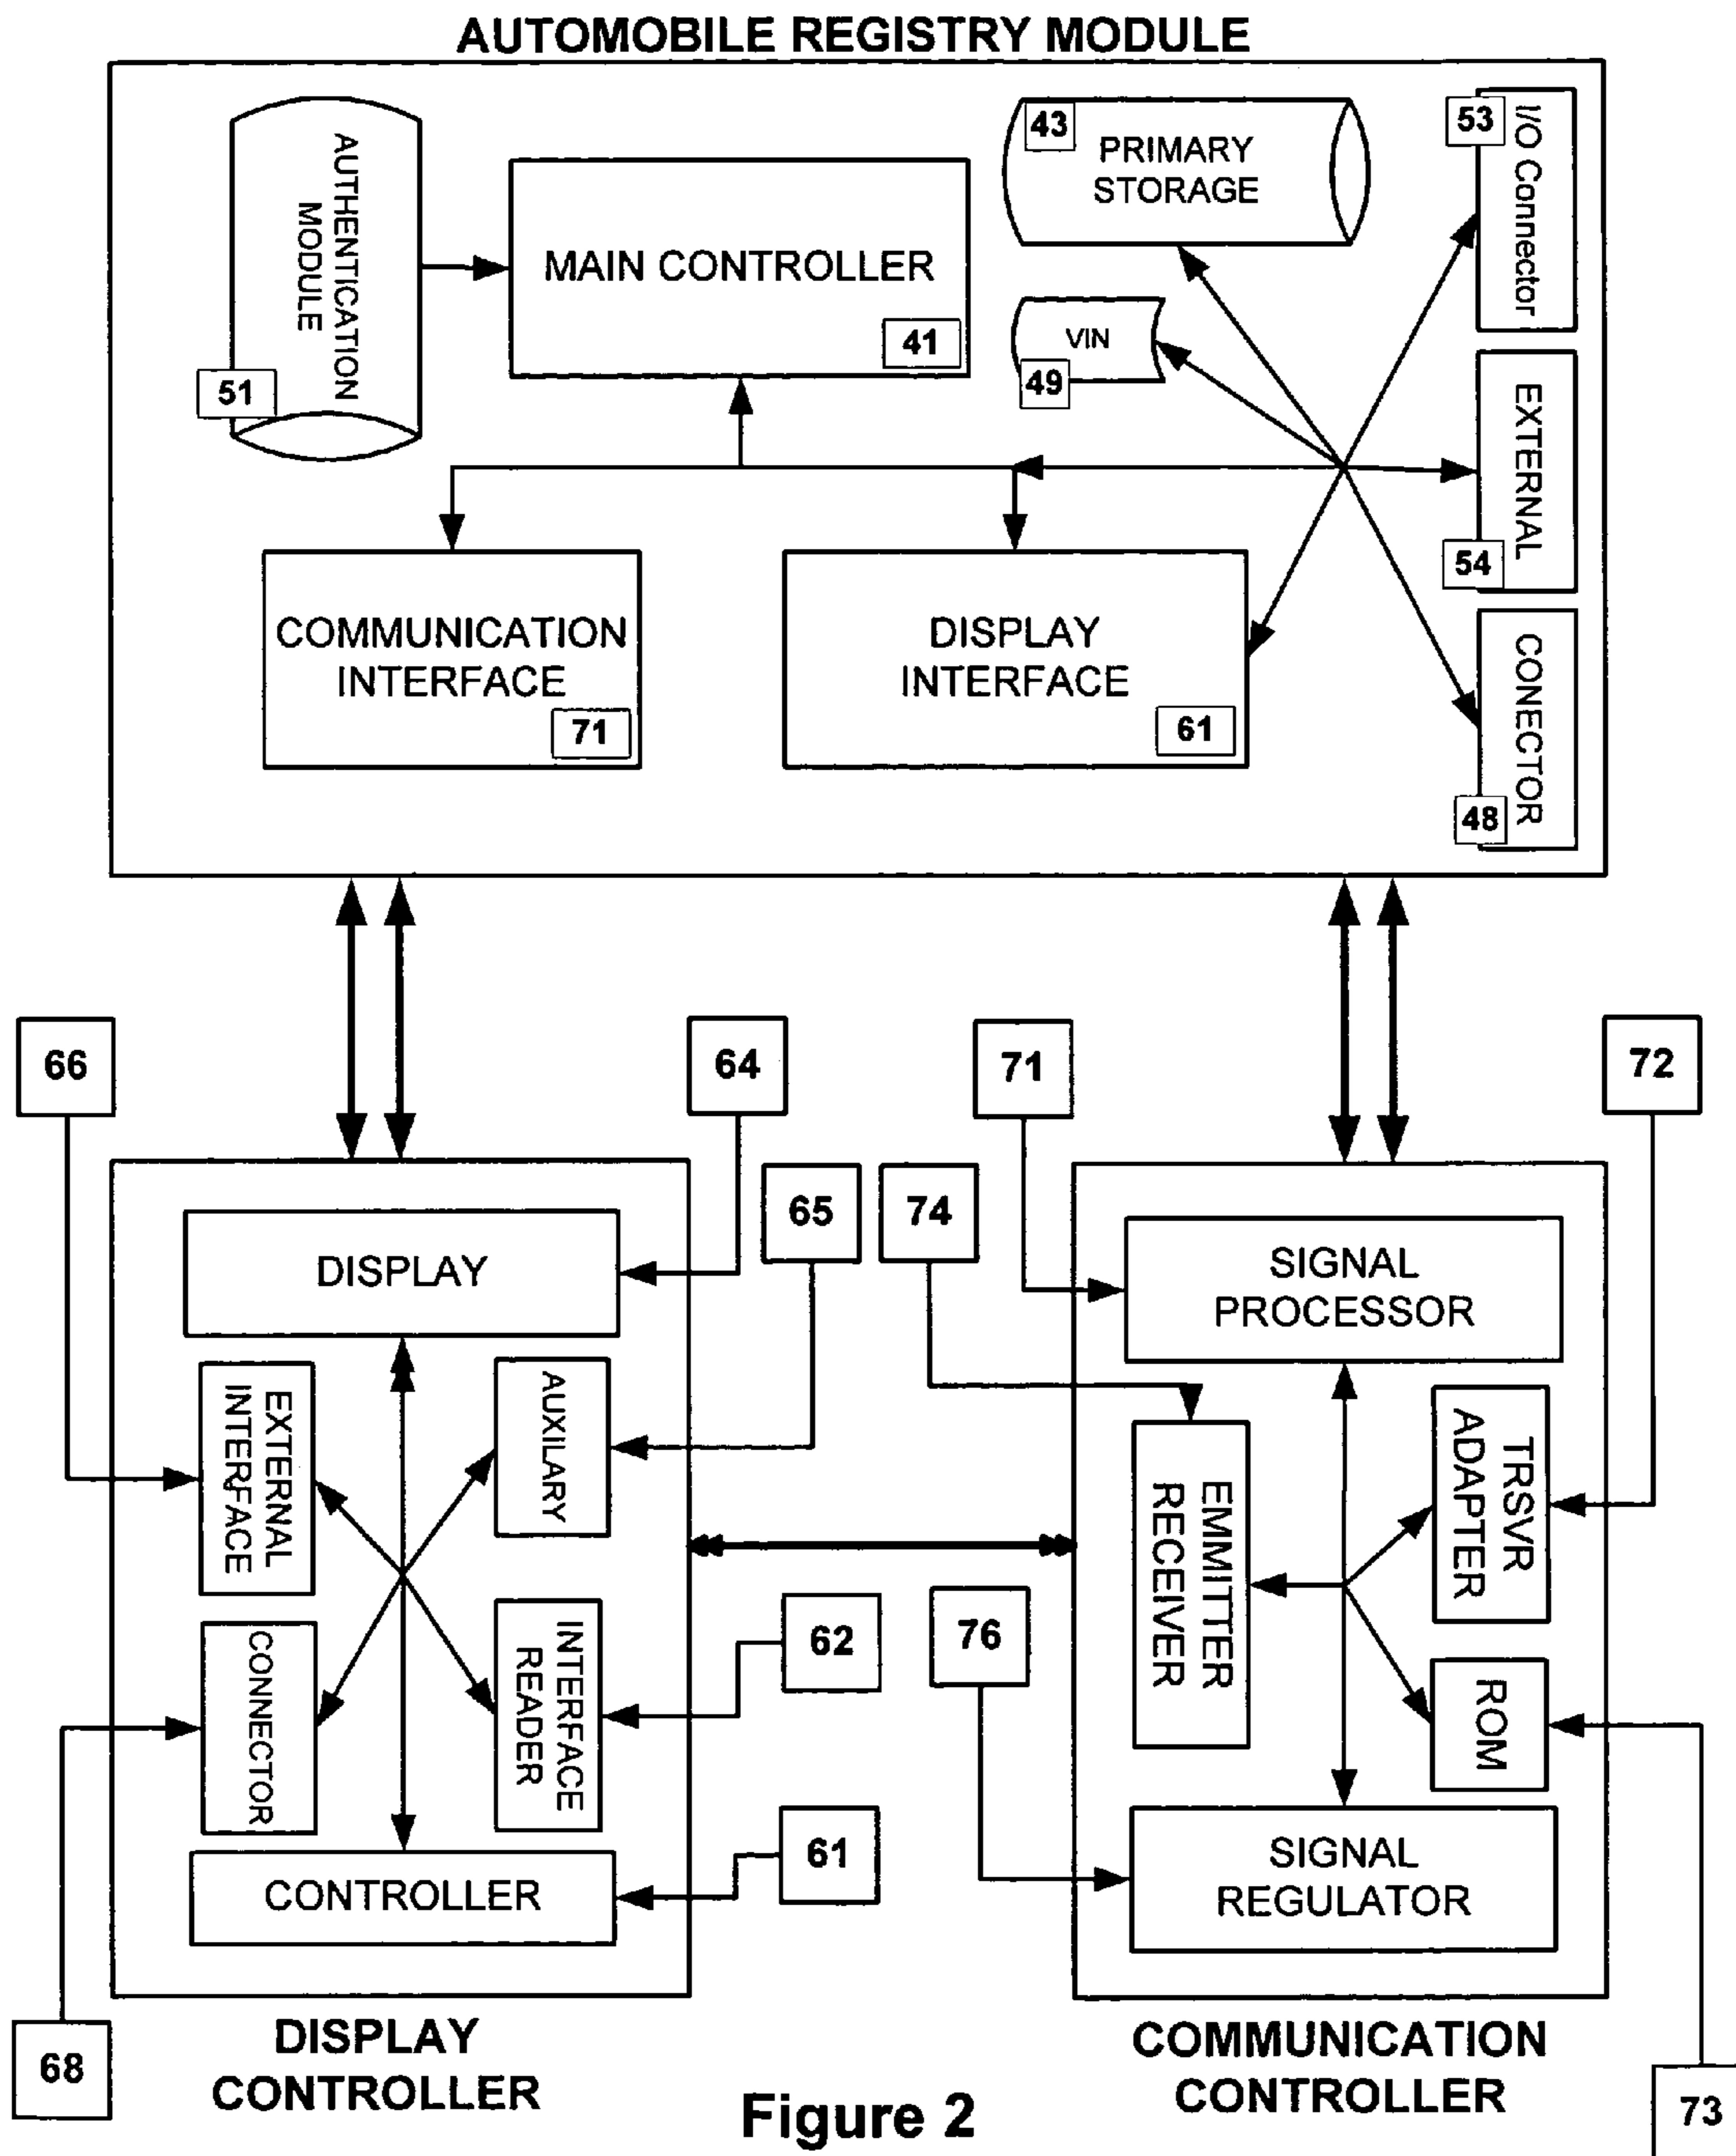 AUTOMOBILE REGISTRY MODULE
AUTHENTICATION
MODULE
51
MAIN CONTROLLER
41
43
PRIMARY
STORAGE
VIN
49
53
I/O Connector
EXTERNAL
54
CONECTOR
48
COMMUNICATION
INTERFACE
71
DISPLAY
INTERFACE
61
66
64
71
72
65
74
DISPLAY
EXTERNAL
INTERFACE
AUXILARY
CONNECTOR
INTERFACE
READER
62
CONTROLLER
61
68
DISPLAY
CONTROLLER
SIGNAL
PROCESSOR
EMMITTER
RECEIVER
TRSVR
ADAPTER
76
ROM
SIGNAL
REGULATOR
COMMUNICATION
CONTROLLER
73
Figure 2